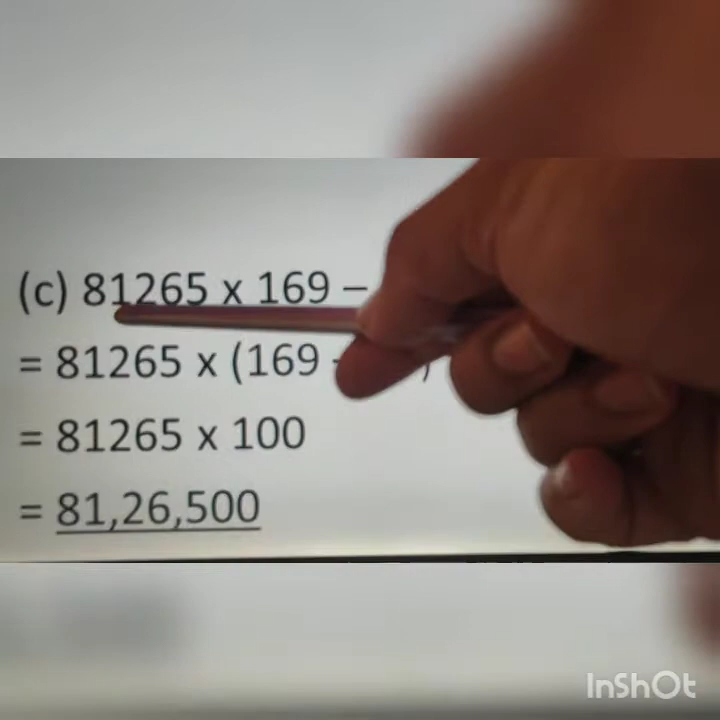 (c) 81265 x 169 –
= 81265 x (169
= 81265 x 100
= 81,26,500
InShOt